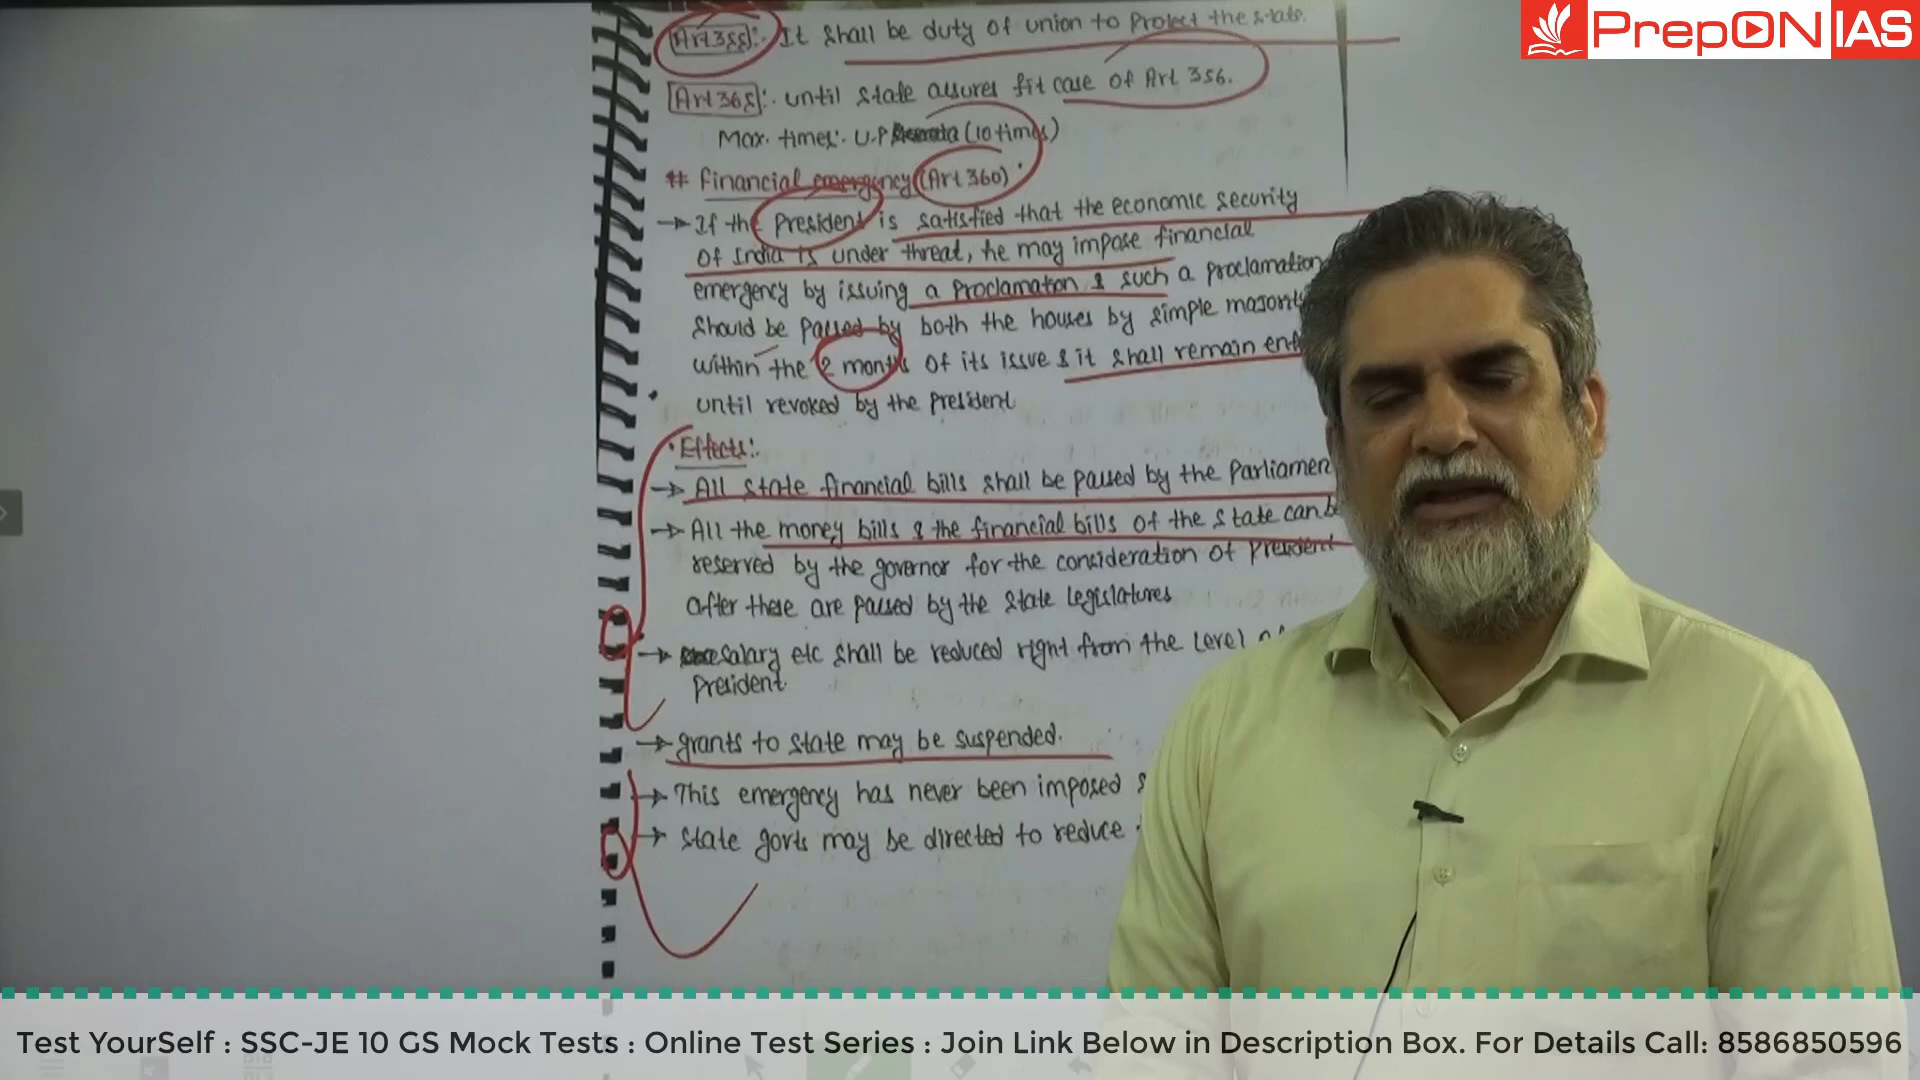 PrepON IAS
Art 355:. It shall be duty of union to protect the state.
Art 365:. until state assures fit case of Art 356.
Max. times:. U.P (10 times)
# Financial emergency (Art 360)
→ If the President is satisfied that the economic security
of India is under threat, he may impose financial
emergency by issuing a proclamation & such a proclamation
should be passed by both the houses by simple majority
within the 2 months of its issue & it shall remain
until revoked by the president
• Effects:.
→ All state financial bills shall be passed by the Parliamen
→ All the money bills & the financial bills of the state can be
reserved by the governor for the consideration of president
after these are passed by the state legislatures
→ salary etc shall be reduced right from the level of
president
→ grants to state may be suspended.
→ This emergency has never been imposed
→ state govts may be directed to reduce
Test YourSelf : SSC-JE 10 GS Mock Tests : Online Test Series : Join Link Below in Description Box. For Details Call: 8586850596